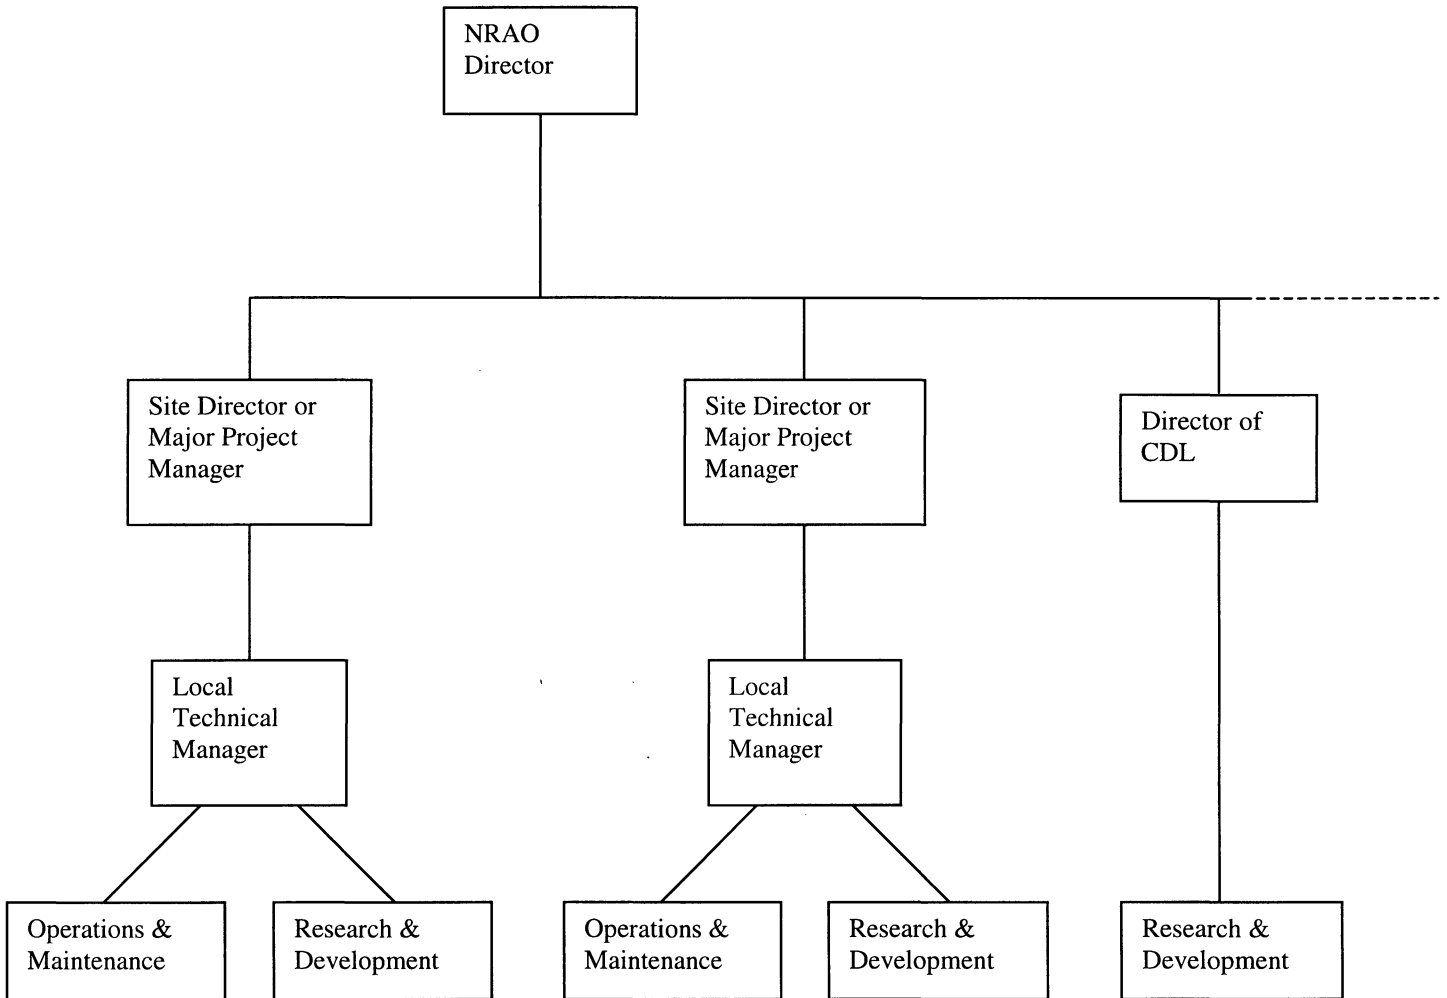 NRAO
Director
Site Director or
Major Project
Manager
Site Director or
Major Project
Manager
Director of
CDL
Local
Technical
Manager
Local
Technical
Manager
Operations &
Maintenance
Research &
Development
Operations &
Maintenance
Research &
Development
Research &
Development